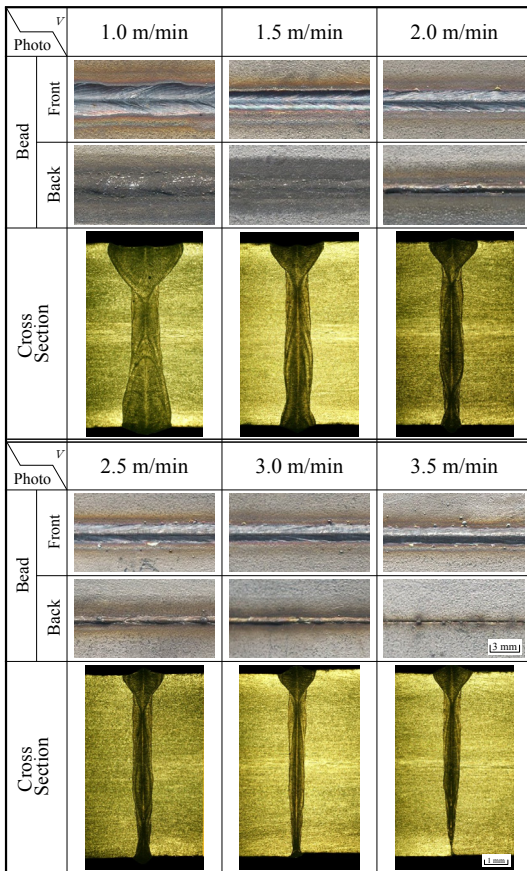 V
Photo
1.0 m/min
1.5 m/min
2.0 m/min
Bead
Front
Back
Cross
Section
V
Photo
2.5 m/min
3.0 m/min
3.5 m/min
Bead
Front
Back
3 mm
Cross
Section
1 mm